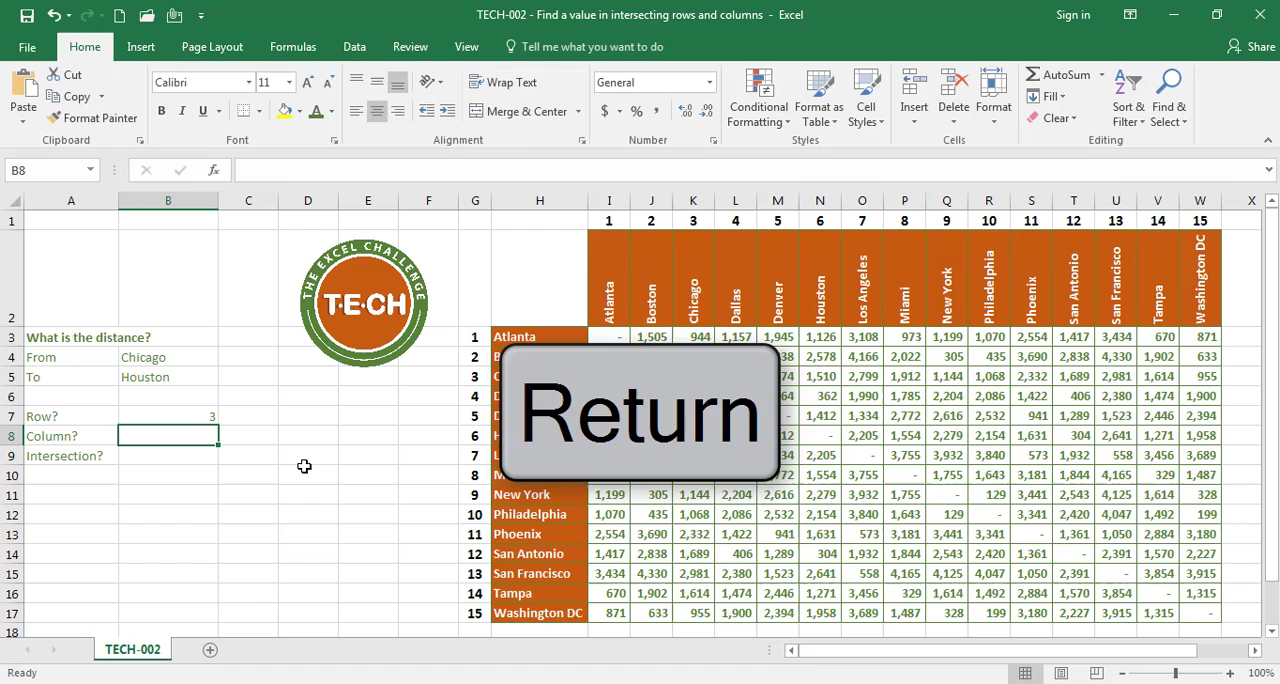 TECH-002 - Find a value in intersecting rows and columns - Excel
Sign in
File Home Insert Page Layout Formulas Data Review View Tell me what you want to do Share
Cut
Copy
Format Painter
Paste
Clipboard
Calibri 11
B I U
Font
Wrap Text
Merge & Center
Alignment
General
$ % ,
Number
Conditional Formatting
Format as Table
Cell Styles
Styles
Insert Delete Format
Cells
AutoSum
Fill
Clear
Sort & Filter
Find & Select
Editing
B8 fx
A B C D E F G H I J K L M N O P Q R S T U V W X
1 1 2 3 4 5 6 7 8 9 10 11 12 13 14 15
2 Atlanta Boston Chicago Dallas Denver Houston Los Angeles Miami New York Philadelphia Phoenix San Antonio San Francisco Tampa Washington DC
THE EXCEL CHALLENGE
T·E·CH
3 What is the distance? 1 Atlanta - 1,505 944 1,157 1,945 1,126 3,108 973 1,199 1,070 2,554 1,417 3,434 670 871
4 From Chicago 2 2,578 4,166 2,022 305 435 3,690 2,838 4,330 1,902 633
5 To Houston 3 1,510 2,799 1,912 1,144 1,068 2,332 1,689 2,981 1,614 955
6 4 362 1,990 1,785 2,204 2,086 1,422 406 2,380 1,474 1,900
7 Row? 3 5 1,412 1,334 2,772 2,616 2,532 941 1,289 1,523 2,446 2,394
8 Column? 6 - 2,205 1,554 2,279 2,154 1,631 304 2,641 1,271 1,958
9 Intersection? 7 2,205 - 3,755 3,932 3,840 573 1,932 558 3,456 3,689
10 8 1,554 3,755 - 1,755 1,643 3,181 1,844 4,165 329 1,487
11 9 New York 1,199 305 1,144 2,204 2,616 2,279 3,932 1,755 - 129 3,441 2,543 4,125 1,614 328
12 10 Philadelphia 1,070 435 1,068 2,086 2,532 2,154 3,840 1,643 129 - 3,341 2,420 4,047 1,492 199
13 11 Phoenix 2,554 3,690 2,332 1,422 941 1,631 573 3,181 3,441 3,341 - 1,361 1,050 2,884 3,180
14 12 San Antonio 1,417 2,838 1,689 406 1,289 304 1,932 1,844 2,543 2,420 1,361 - 2,391 1,570 2,227
15 13 San Francisco 3,434 4,330 2,981 2,380 1,523 2,641 558 4,165 4,125 4,047 1,050 2,391 - 3,854 3,915
16 14 Tampa 670 1,902 1,614 1,474 2,446 1,271 3,456 329 1,614 1,492 2,884 1,570 3,854 - 1,315
17 15 Washington DC 871 633 955 1,900 2,394 1,958 3,689 1,487 328 199 3,180 2,227 3,915 1,315 -
18
Return
TECH-002
Ready
100%